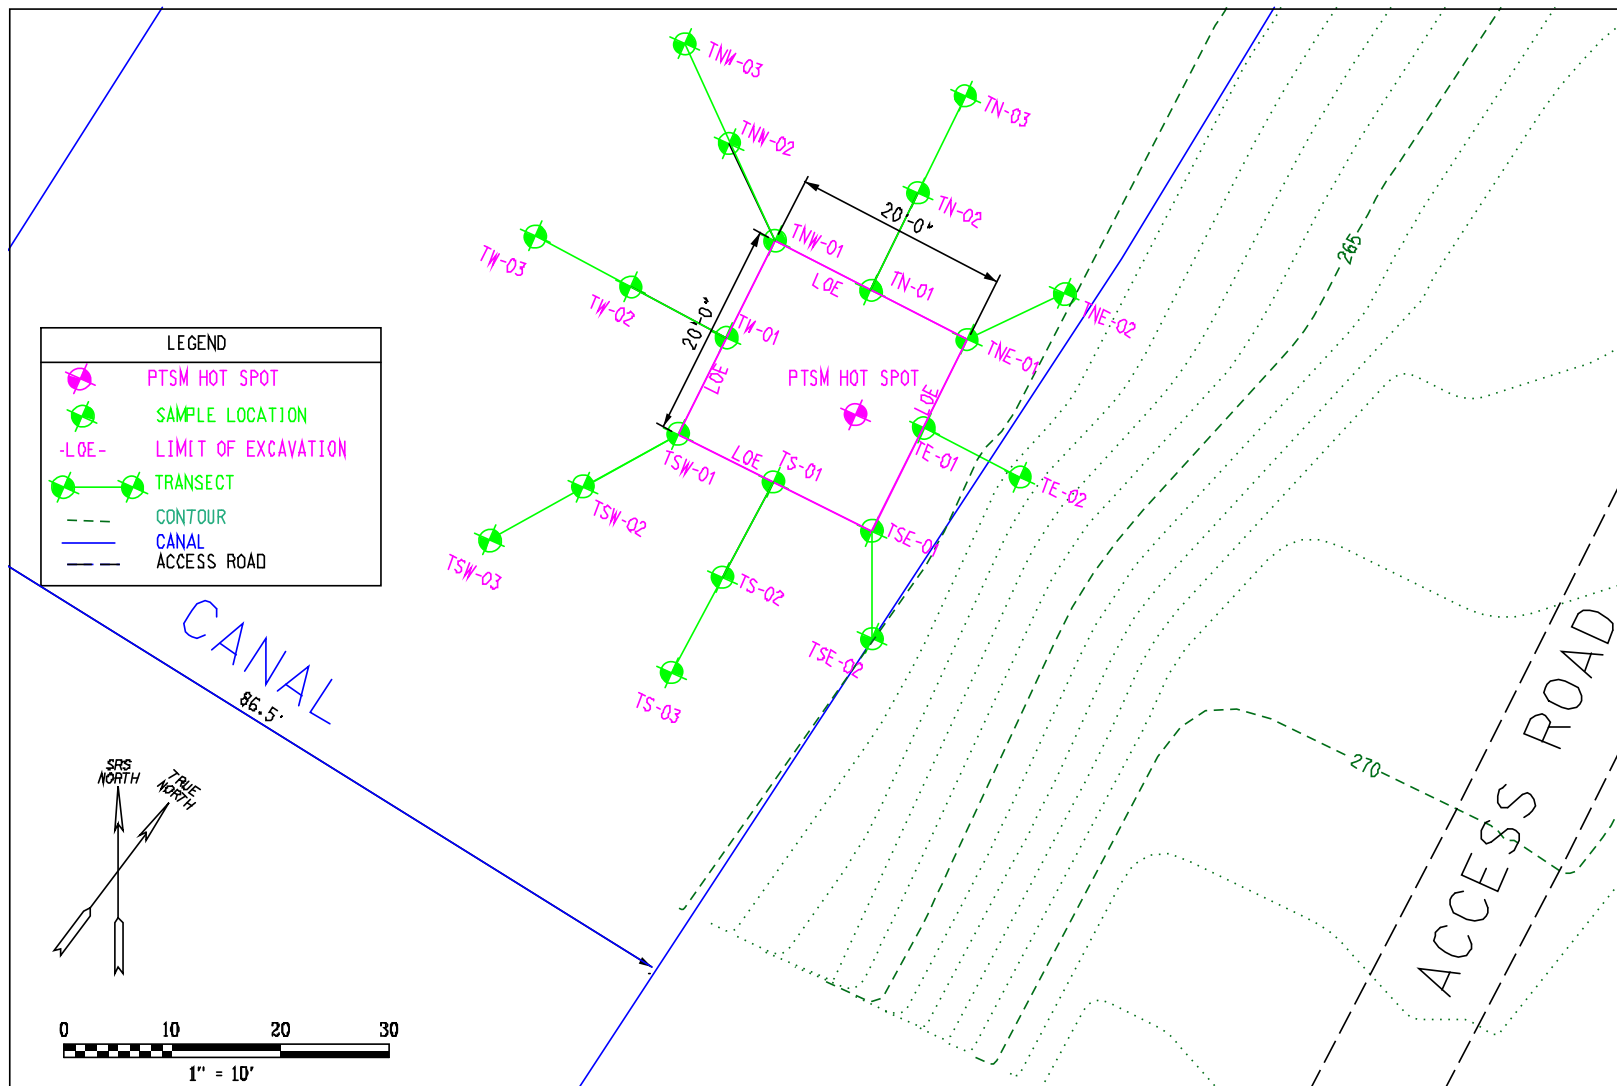 TNW-03
TN-03
TNW-02
TN-02
20'-0"
TNW-01
TW-03
TN-01
LOE
265
TNE-02
TW-02
TW-01
20'-0"
TNE-01
LEGEND
PTSM HOT SPOT
SAMPLE LOCATION
-LOE- LIMIT OF EXCAVATION
TRANSECT
CONTOUR
CANAL
ACCESS ROAD
LOE
PTSM HOT SPOT
LOE
TSW-01
LOE
TS-01
TE-01
TE-02
TSW-02
TSE-01
TSW-03
TS-02
TSE-02
TS-03
CANAL
86.5'
ACCESS ROAD
270
SRS NORTH
TRUE NORTH
0 10 20 30
1" = 10'